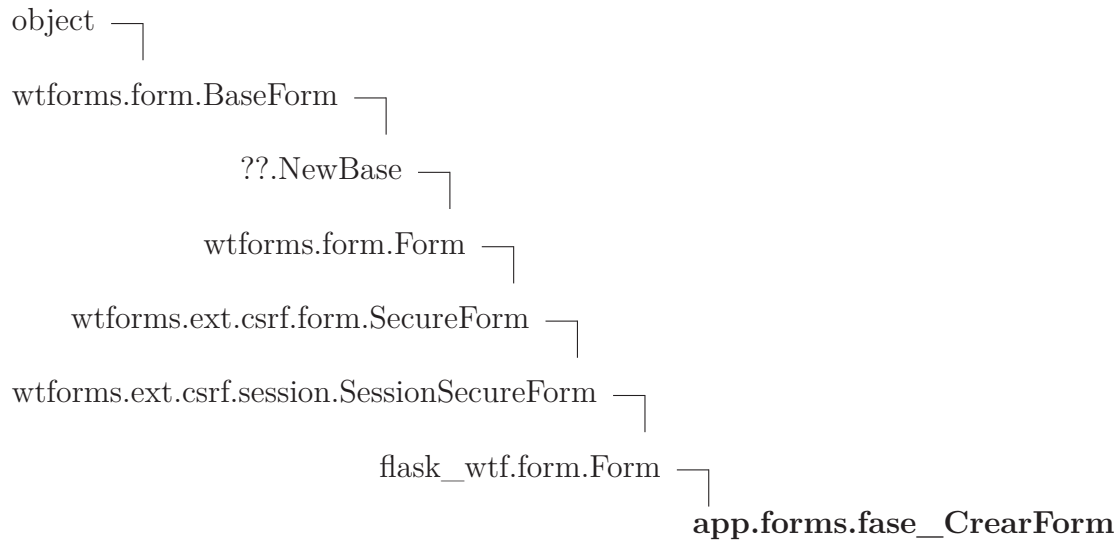 object
wtforms.form.BaseForm
??.NewBase
wtforms.form.Form
wtforms.ext.csrf.form.SecureForm
wtforms.ext.csrf.session.SessionSecureForm
flask_wtf.form.Form
app.forms.fase_CrearForm